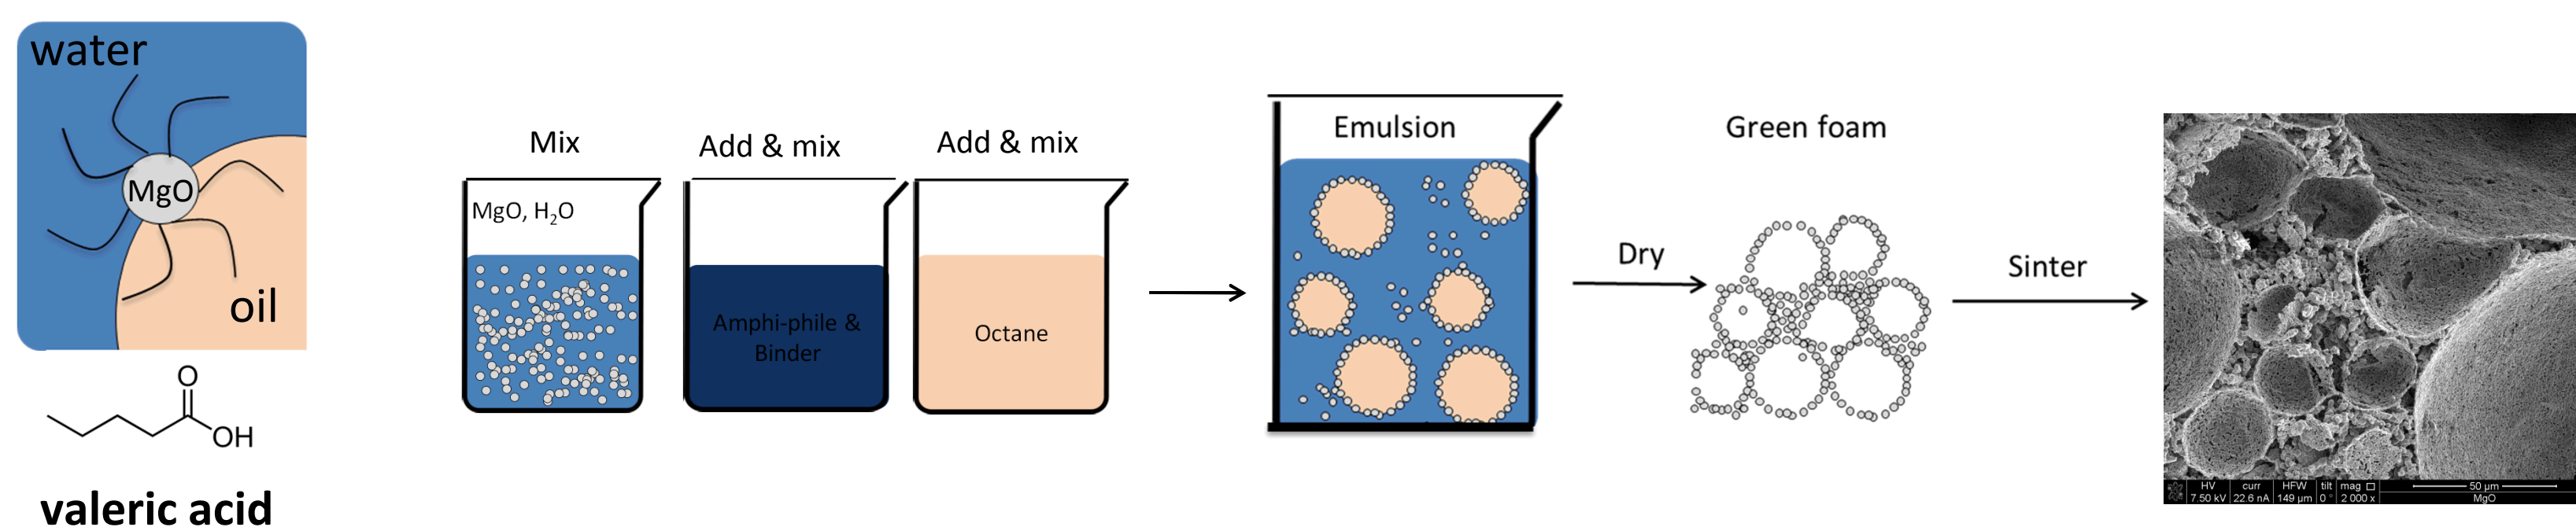 water
MgO
oil
O
OH
valeric acid
Mix
MgO, H₂O
Add & mix
Amphi-phile &
Binder
Add & mix
Octane
Emulsion
Dry
Green foam
Sinter
HV curr HFW tilt mag 50 µm
7.50 kV 22.6 nA 149 µm 0 ° 2 000 x MgO